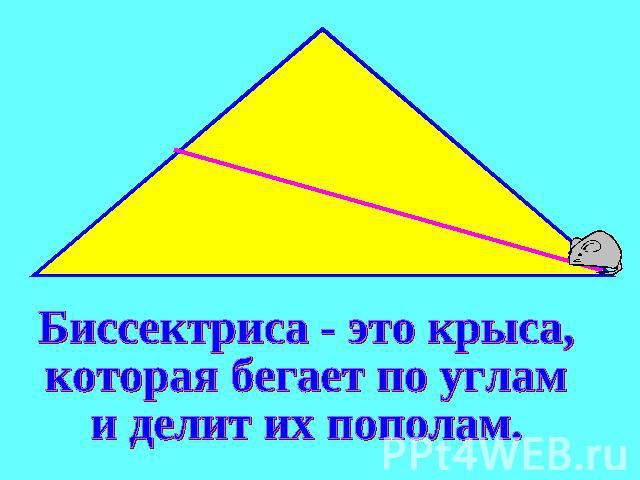 Биссектриса - это крыса,
которая бегает по углам
и делит их пополам.
PPt4WEB.ru